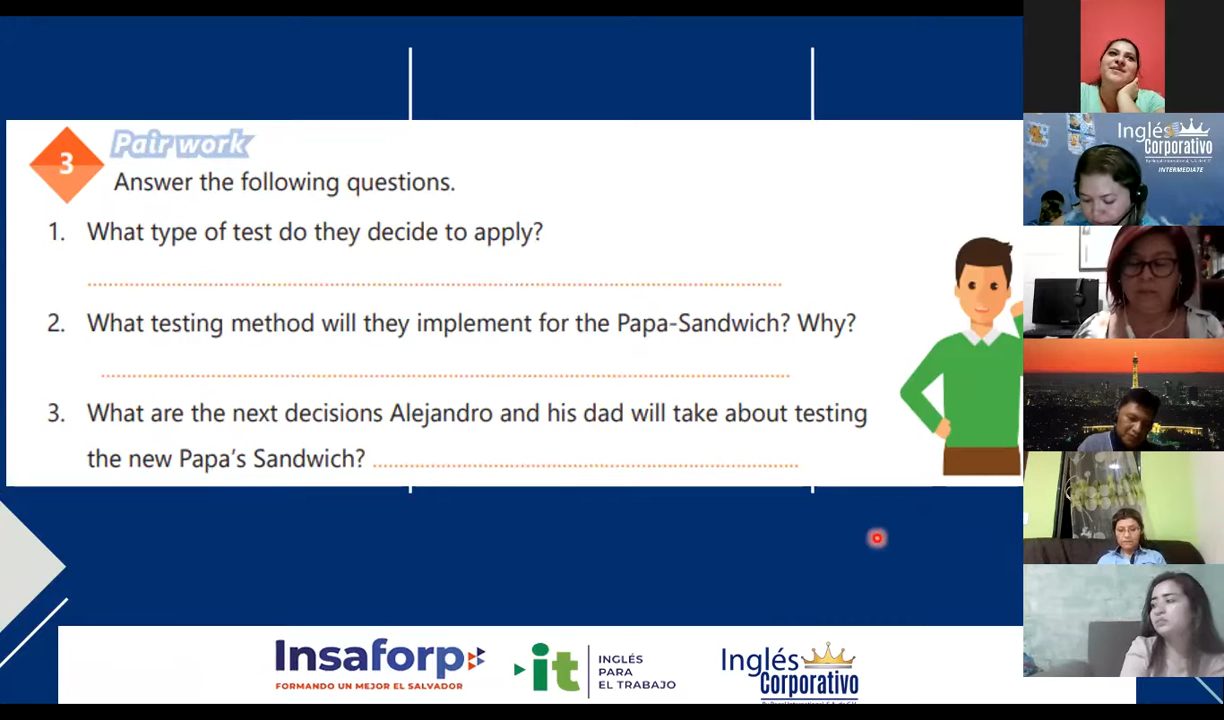 3
Pair work
Answer the following questions.
1. What type of test do they decide to apply?
2. What testing method will they implement for the Papa-Sandwich? Why?
3. What are the next decisions Alejandro and his dad will take about testing
the new Papa's Sandwich?
Insaforp
FORMANDO UN MEJOR EL SALVADOR
it
INGLÉS
PARA
EL TRABAJO
Inglés
Corporativo
Inglés
Corporativo
INTERMEDIATE